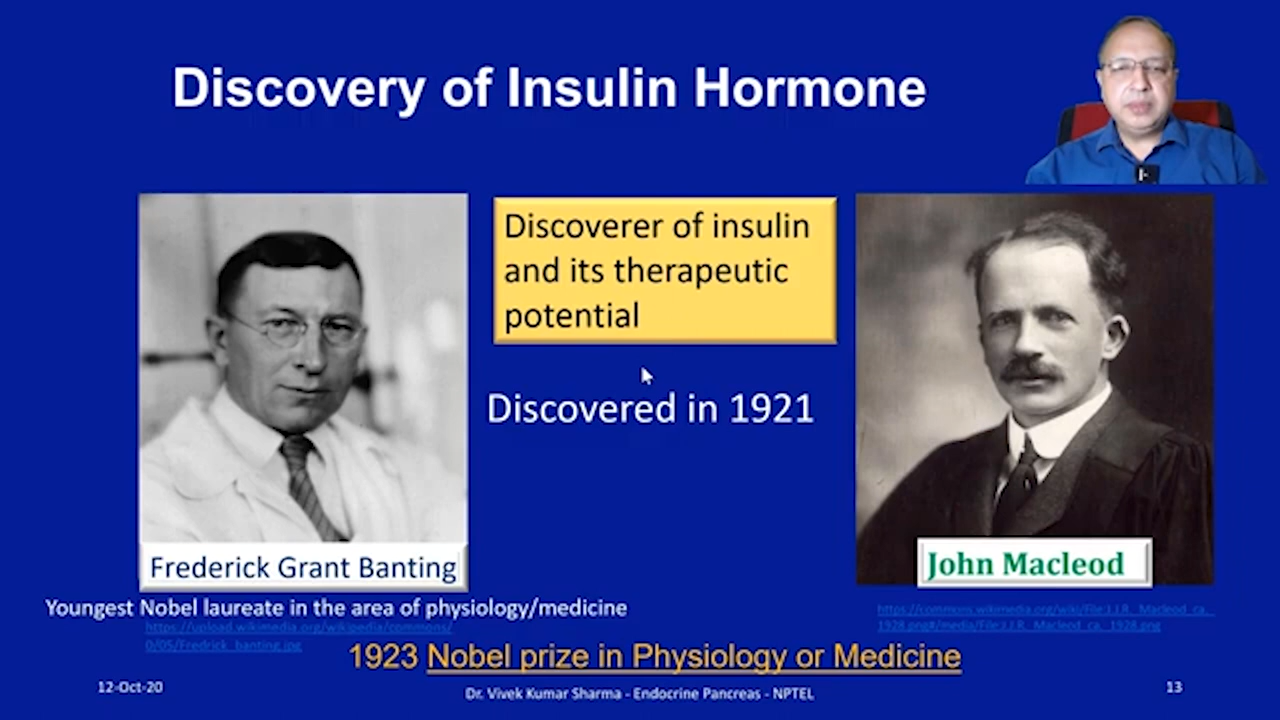 Discovery of Insulin Hormone
Discoverer of insulin
and its therapeutic
potential
Discovered in 1921
Frederick Grant Banting
John Macleod
Youngest Nobel laureate in the area of physiology/medicine
https://upload.wikimedia.org/wikipedia/commons/
0/05/Fredrick_banting.jpg
https://commons.wikimedia.org/wiki/File:J.J.R._Macleod_ca._
1928.png#/media/File:J.J.R._Macleod_ca._1928.png
1923 Nobel prize in Physiology or Medicine
12-Oct-20
Dr. Vivek Kumar Sharma - Endocrine Pancreas - NPTEL
13